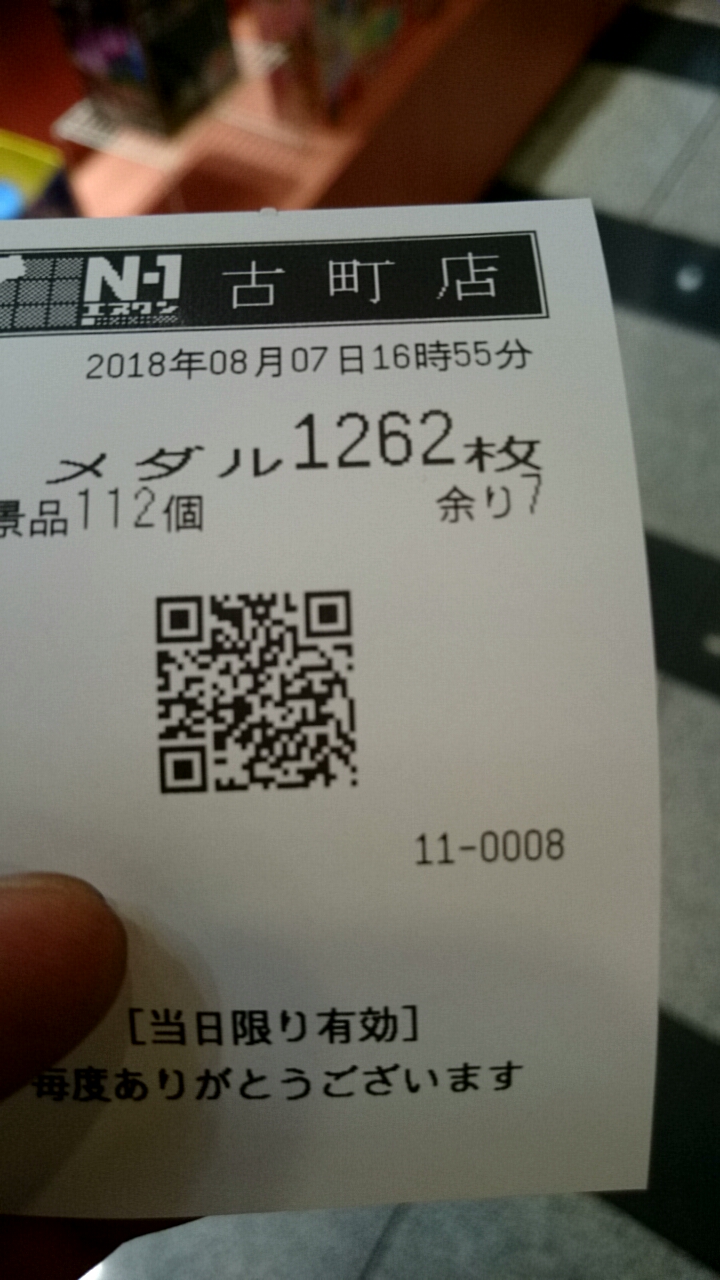 N-1 古町店
エヌワン
2018年08月07日16時55分
メダル1262枚
景品112個 余り7
11-0008
[当日限り有効]
毎度ありがとうございます